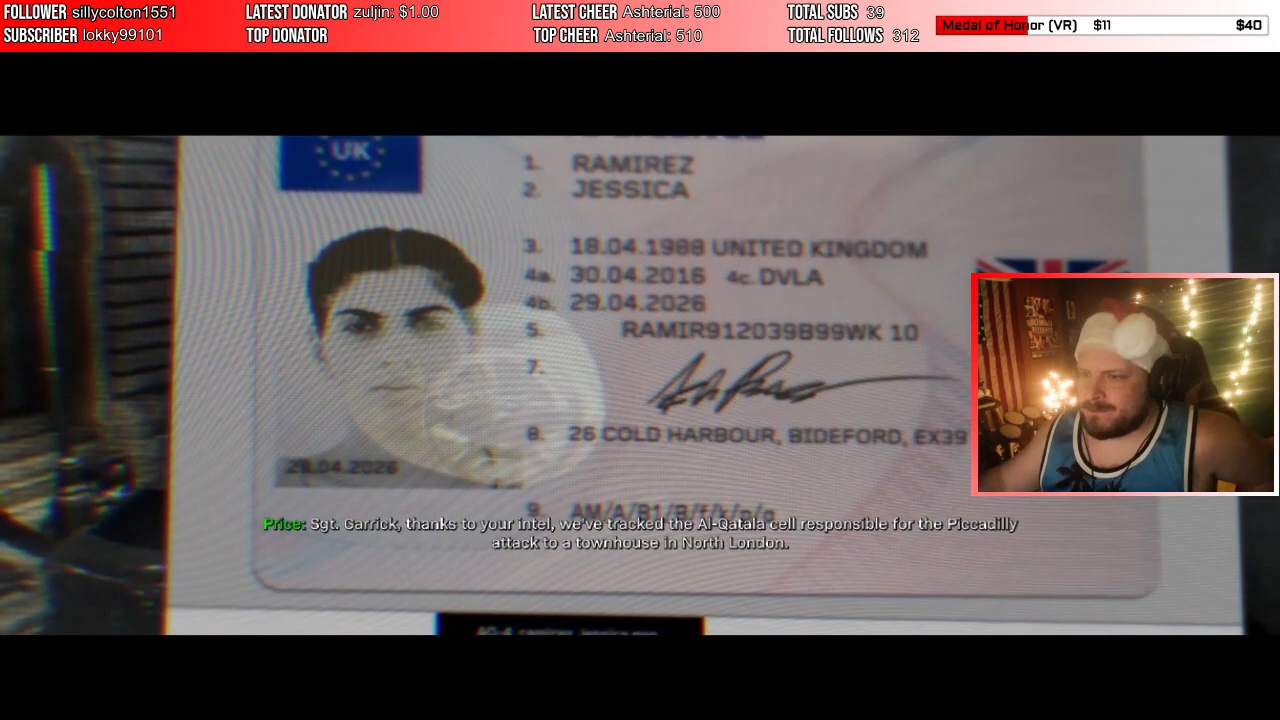 FOLLOWER sillycolton1551
SUBSCRIBER lokky99101
LATEST DONATOR zuljin: $1.00
TOP DONATOR
LATEST CHEER Ashterial: 500
TOP CHEER Ashterial: 510
TOTAL SUBS 39
TOTAL FOLLOWS 312
Medal of Honor (VR) $11 $40
UK
1. RAMIREZ
2. JESSICA
3. 18.04.1988 UNITED KINGDOM
4a. 30.04.2016 4c. DVLA
4b. 29.04.2026
5. RAMIR912039B99WK 10
7.
8. 26 COLD HARBOUR, BIDEFORD, EX39
29.04.2026
9. AM/A/B1/B/f/k/p/q
Price: Sgt. Garrick, thanks to your intel, we've tracked the Al-Qatala cell responsible for the Piccadilly
attack to a townhouse in North London.